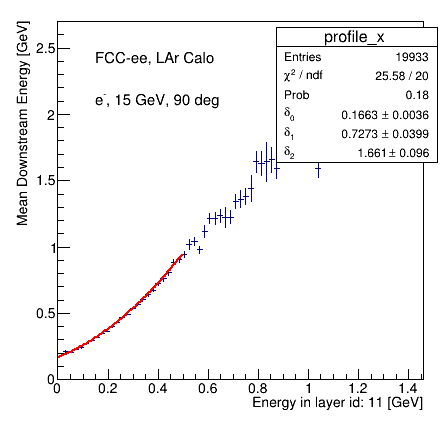 profile_x
Entries 19933
χ² / ndf 25.58 / 20
Prob 0.18
δ₀ 0.1663 ± 0.0036
δ₁ 0.7273 ± 0.0399
δ₂ 1.661 ± 0.096
FCC-ee, LAr Calo
e⁻, 15 GeV, 90 deg
Mean Downstream Energy [GeV]
2.5
2
1.5
1
0.5
0
0 0.2 0.4 0.6 0.8 1 1.2 1.4
Energy in layer id: 11 [GeV]